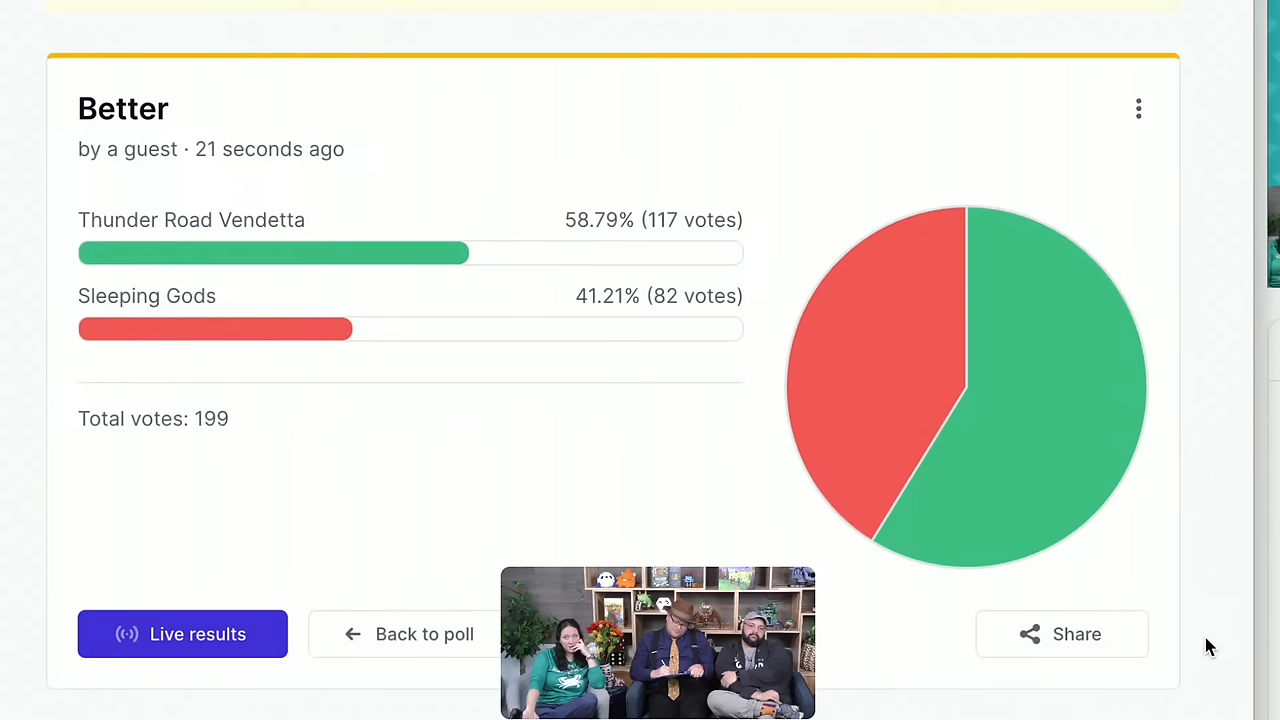 Better
by a guest · 21 seconds ago
Thunder Road Vendetta 58.79% (117 votes)
Sleeping Gods 41.21% (82 votes)
Total votes: 199
Live results
Back to poll
Share